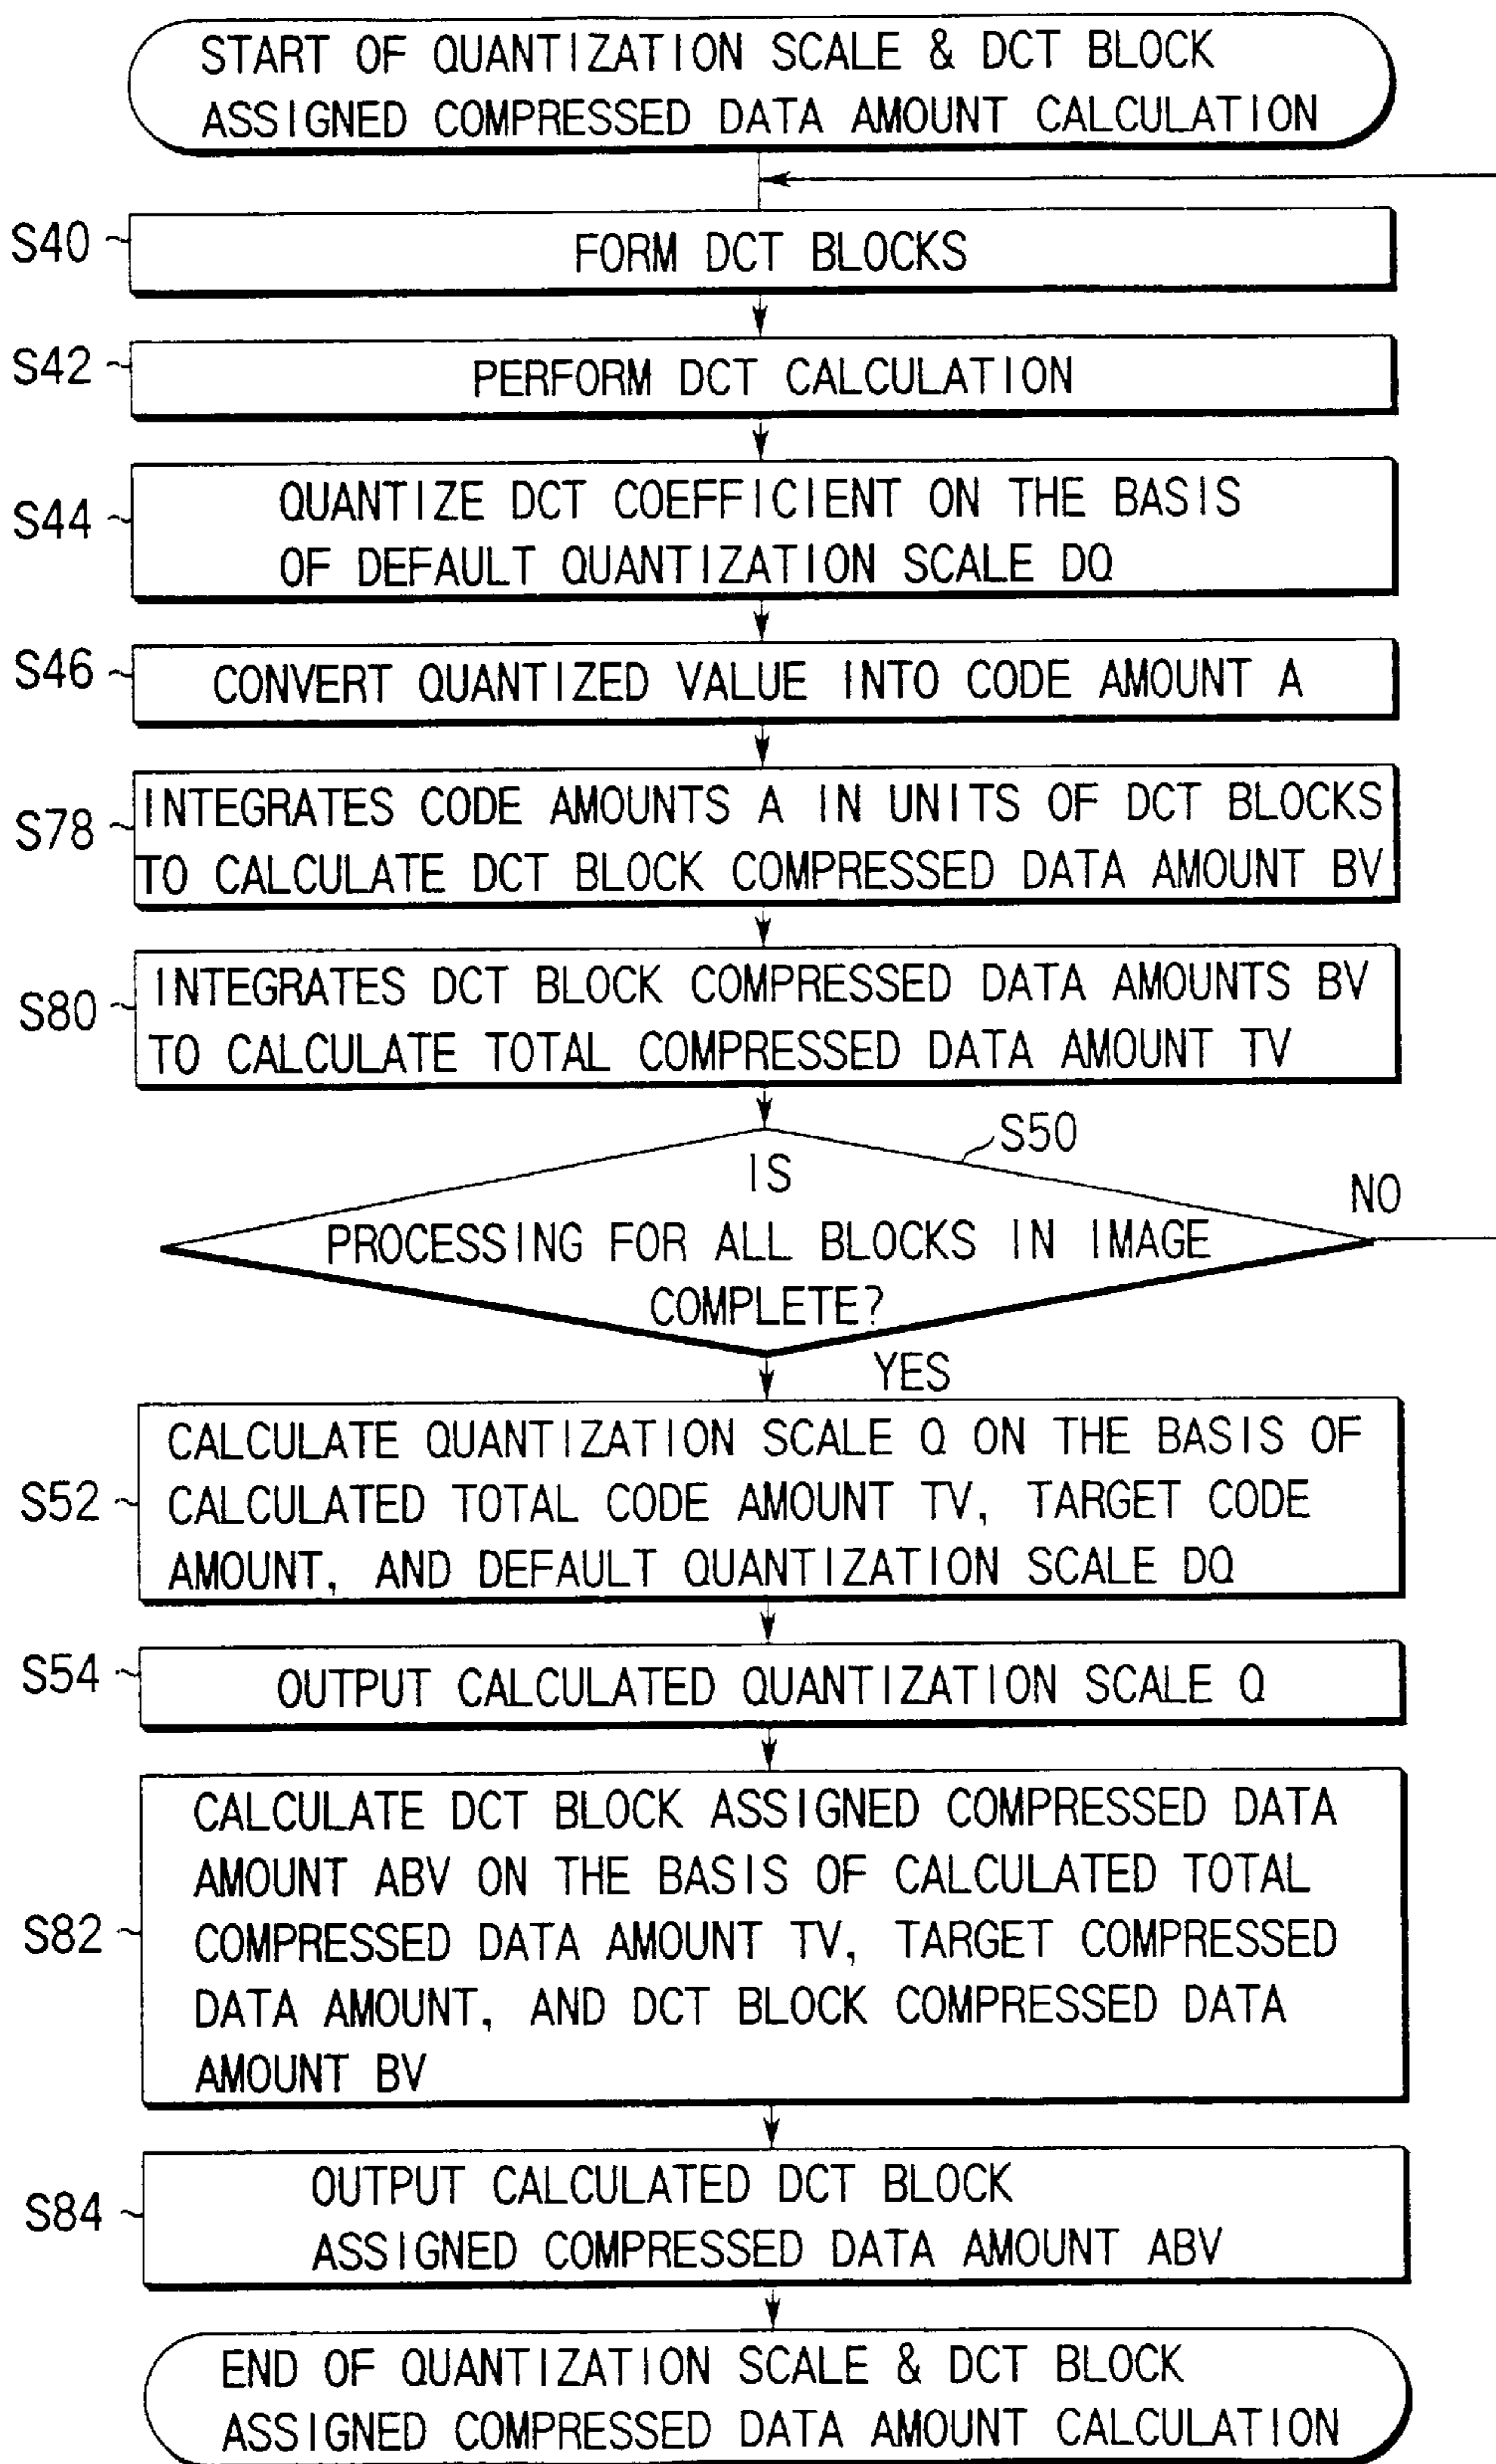 START OF QUANTIZATION SCALE & DCT BLOCK
ASSIGNED COMPRESSED DATA AMOUNT CALCULATION
S40
FORM DCT BLOCKS
S42
PERFORM DCT CALCULATION
S44
QUANTIZE DCT COEFFICIENT ON THE BASIS
OF DEFAULT QUANTIZATION SCALE DQ
S46
CONVERT QUANTIZED VALUE INTO CODE AMOUNT A
S78
INTEGRATES CODE AMOUNTS A IN UNITS OF DCT BLOCKS
TO CALCULATE DCT BLOCK COMPRESSED DATA AMOUNT BV
S80
INTEGRATES DCT BLOCK COMPRESSED DATA AMOUNTS BV
TO CALCULATE TOTAL COMPRESSED DATA AMOUNT TV
S50
IS
PROCESSING FOR ALL BLOCKS IN IMAGE
COMPLETE?
NO
YES
S52
CALCULATE QUANTIZATION SCALE Q ON THE BASIS OF
CALCULATED TOTAL CODE AMOUNT TV, TARGET CODE
AMOUNT, AND DEFAULT QUANTIZATION SCALE DQ
S54
OUTPUT CALCULATED QUANTIZATION SCALE Q
S82
CALCULATE DCT BLOCK ASSIGNED COMPRESSED DATA
AMOUNT ABV ON THE BASIS OF CALCULATED TOTAL
COMPRESSED DATA AMOUNT TV, TARGET COMPRESSED
DATA AMOUNT, AND DCT BLOCK COMPRESSED DATA
AMOUNT BV
S84
OUTPUT CALCULATED DCT BLOCK
ASSIGNED COMPRESSED DATA AMOUNT ABV
END OF QUANTIZATION SCALE & DCT BLOCK
ASSIGNED COMPRESSED DATA AMOUNT CALCULATION